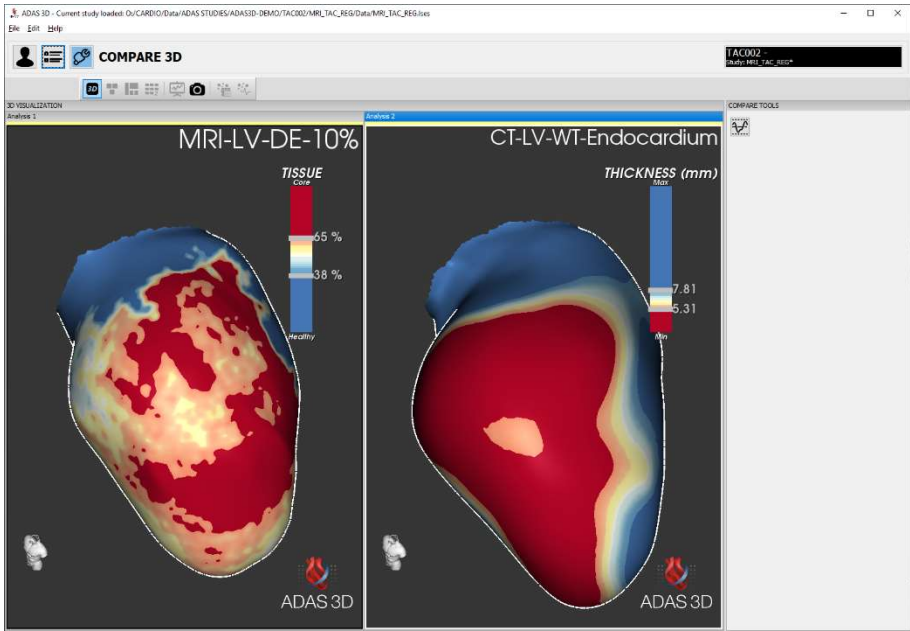 ADAS 3D - Current study loaded: O:/CARDIO/Data/ADAS STUDIES/ADAS3D-DEMO/TAC002/MRI_TAC_REG/Data/MRI_TAC_REG.lses
File Edit Help
COMPARE 3D
TAC002 -
Study: MRI_TAC_REG*
3D
3D VISUALIZATION
COMPARE TOOLS
Analysis 1
Analysis 2
MRI-LV-DE-10%
TISSUE
Core
65 %
38 %
Healthy
ADAS 3D
CT-LV-WT-Endocardium
THICKNESS (mm)
Max
7.81
5.31
Min
ADAS 3D